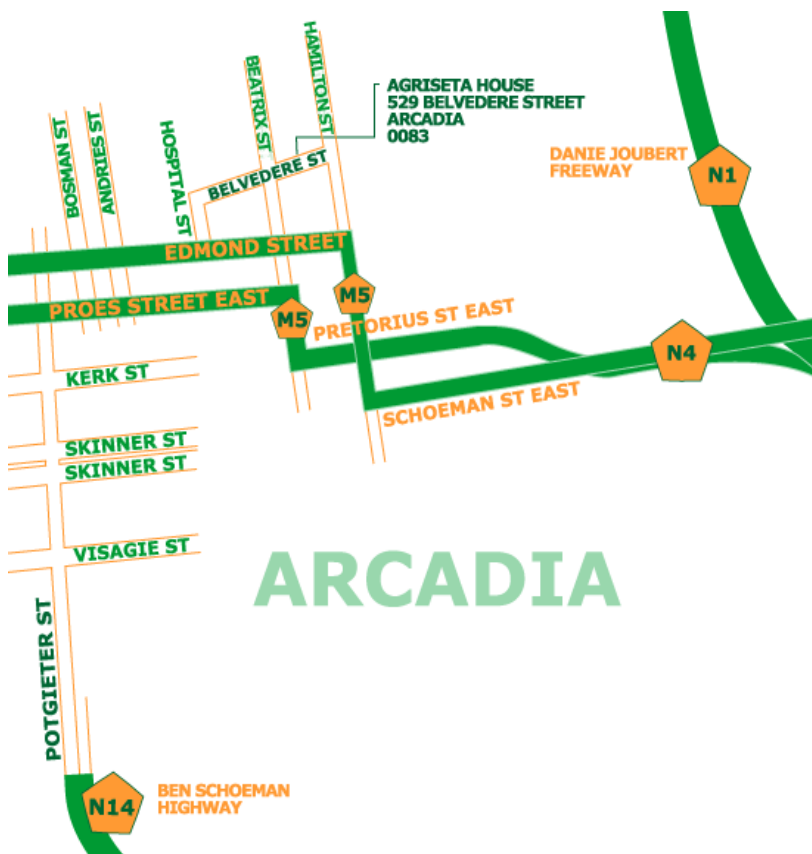 HAMILTON ST
BEATRIX ST
AGRISETA HOUSE
529 BELVEDERE STREET
ARCADIA
0083
BOSMAN ST
ANDRIES ST
HOSPITAL ST
BELVEDERE ST
DANIE JOUBERT
FREEWAY
N1
EDMOND STREET
PROES STREET EAST
M5
M5
PRETORIUS ST EAST
N4
KERK ST
SCHOEMAN ST EAST
SKINNER ST
SKINNER ST
VISAGIE ST
ARCADIA
POTGIETER ST
N14
BEN SCHOEMAN
HIGHWAY